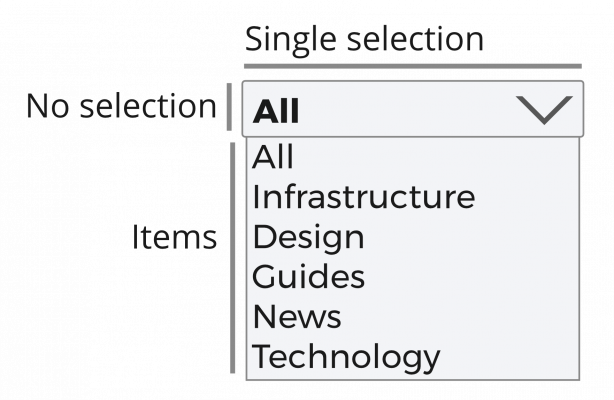 Single selection
No selection
All
All
Infrastructure
Items
Design
Guides
News
Technology